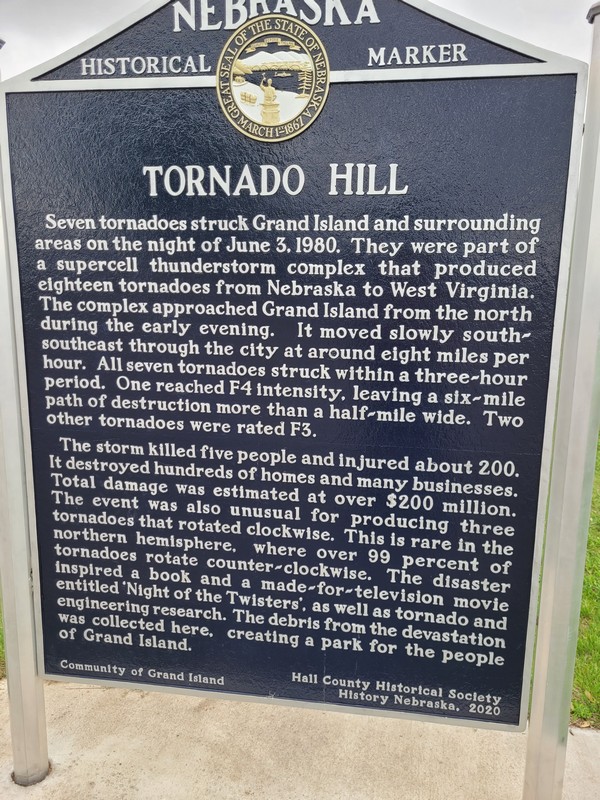 NEBRASKA
HISTORICAL MARKER
GREAT SEAL OF THE STATE OF NEBRASKA
MARCH 1ST 1867
TORNADO HILL
Seven tornadoes struck Grand Island and surrounding
areas on the night of June 3, 1980. They were part of
a supercell thunderstorm complex that produced
eighteen tornadoes from Nebraska to West Virginia.
The complex approached Grand Island from the north
during the early evening. It moved slowly south-
southeast through the city at around eight miles per
hour. All seven tornadoes struck within a three-hour
period. One reached F4 intensity, leaving a six-mile
path of destruction more than a half-mile wide. Two
other tornadoes were rated F3.
The storm killed five people and injured about 200.
It destroyed hundreds of homes and many businesses.
Total damage was estimated at over $200 million.
The event was also unusual for producing three
tornadoes that rotated clockwise. This is rare in the
northern hemisphere, where over 99 percent of
tornadoes rotate counter-clockwise. The disaster
inspired a book and a made-for-television movie
entitled 'Night of the Twisters', as well as tornado and
engineering research. The debris from the devastation
was collected here, creating a park for the people
of Grand Island.
Community of Grand Island
Hall County Historical Society
History Nebraska, 2020